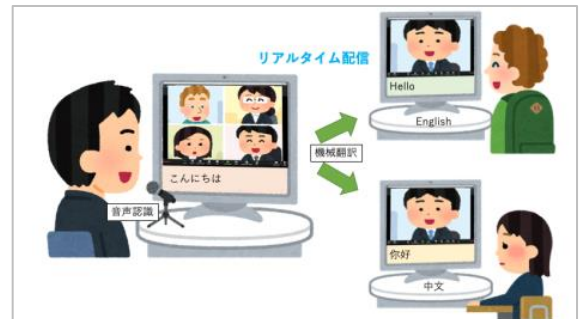 リアルタイム配信
Hello
English
機械翻訳
こんにちは
音声認識
你好
中文